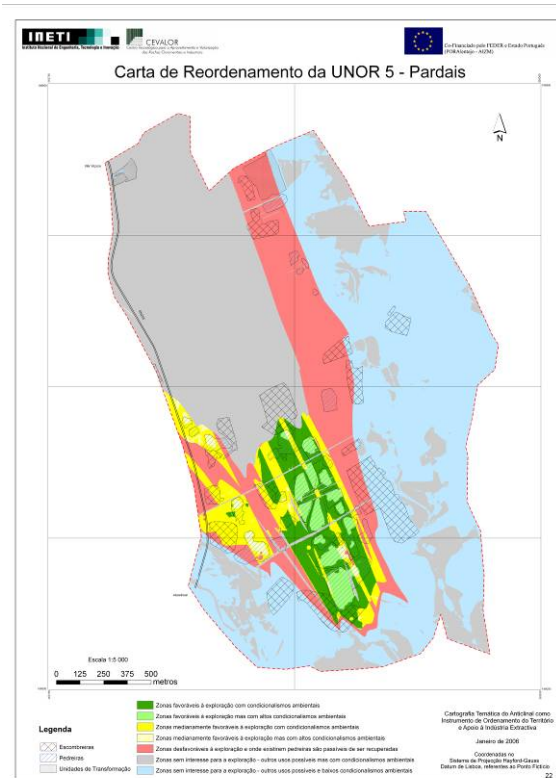 INETI
Instituto Nacional de Engenharia, Tecnologia e Inovação
CEVALOR
Co-Financiado pelo FEDER e Estado Português
(PORAlentejo - AIZM)
Carta de Reordenamento da UNOR 5 - Pardais
N
Escala 1:5 000
0 125 250 375 500
metros
Legenda
Escombreiras
Pedreiras
Unidades de Transformação
Zonas favoráveis à exploração com condicionalismos ambientais
Zonas favoráveis à exploração mas com altos condicionalismos ambientais
Zonas medianamente favoráveis à exploração com condicionalismos ambientais
Zonas medianamente favoráveis à exploração mas com altos condicionalismos ambientais
Zonas desfavoráveis à exploração e onde existirem pedreiras são passíveis de ser recuperadas
Zonas sem interesse para a exploração - outros usos possíveis mas com condicionalismos ambientais
Zonas sem interesse para a exploração - outros usos possíveis e baixos condicionalismos ambientais
Cartografia Temática do Anticlinal como
Instrumento de Ordenamento do Território
e Apoio à Indústria Extractiva
Janeiro de 2008
Coordenadas no
Sistema de Projecção Hayford-Gauss
Datum de Lisboa, referentes ao Ponto Fictício